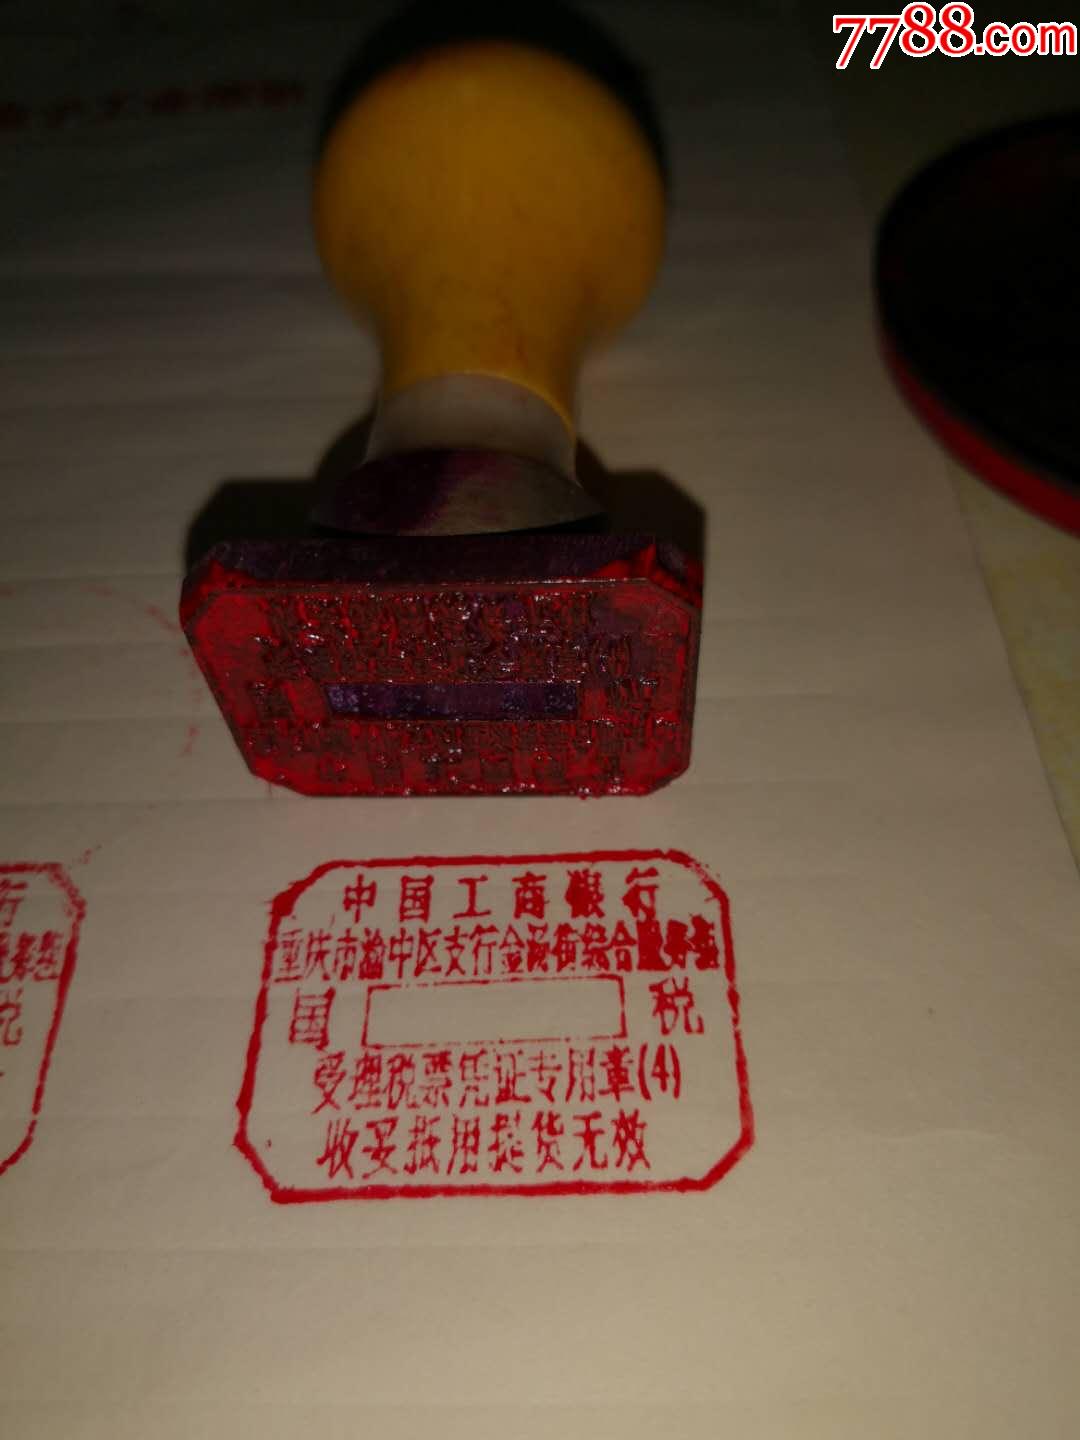 7788.com
中国工商银行
重庆市渝中区支行金汤街综合服务
国 税
受理税票凭证专用章(4)
收妥抵用提货无效